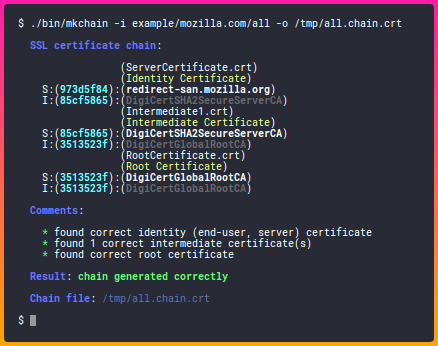 $ ./bin/mkchain -i example/mozilla.com/all -o /tmp/all.chain.crt
SSL certificate chain:
(ServerCertificate.crt)
(Identity Certificate)
S:(973d5f84):(redirect-san.mozilla.org)
I:(85cf5865):(DigiCertSHA2SecureServerCA)
(Intermediate1.crt)
(Intermediate Certificate)
S:(85cf5865):(DigiCertSHA2SecureServerCA)
I:(3513523f):(DigiCertGlobalRootCA)
(RootCertificate.crt)
(Root Certificate)
S:(3513523f):(DigiCertGlobalRootCA)
I:(3513523f):(DigiCertGlobalRootCA)
Comments:
* found correct identity (end-user, server) certificate
* found 1 correct intermediate certificate(s)
* found correct root certificate
Result: chain generated correctly
Chain file: /tmp/all.chain.crt
$